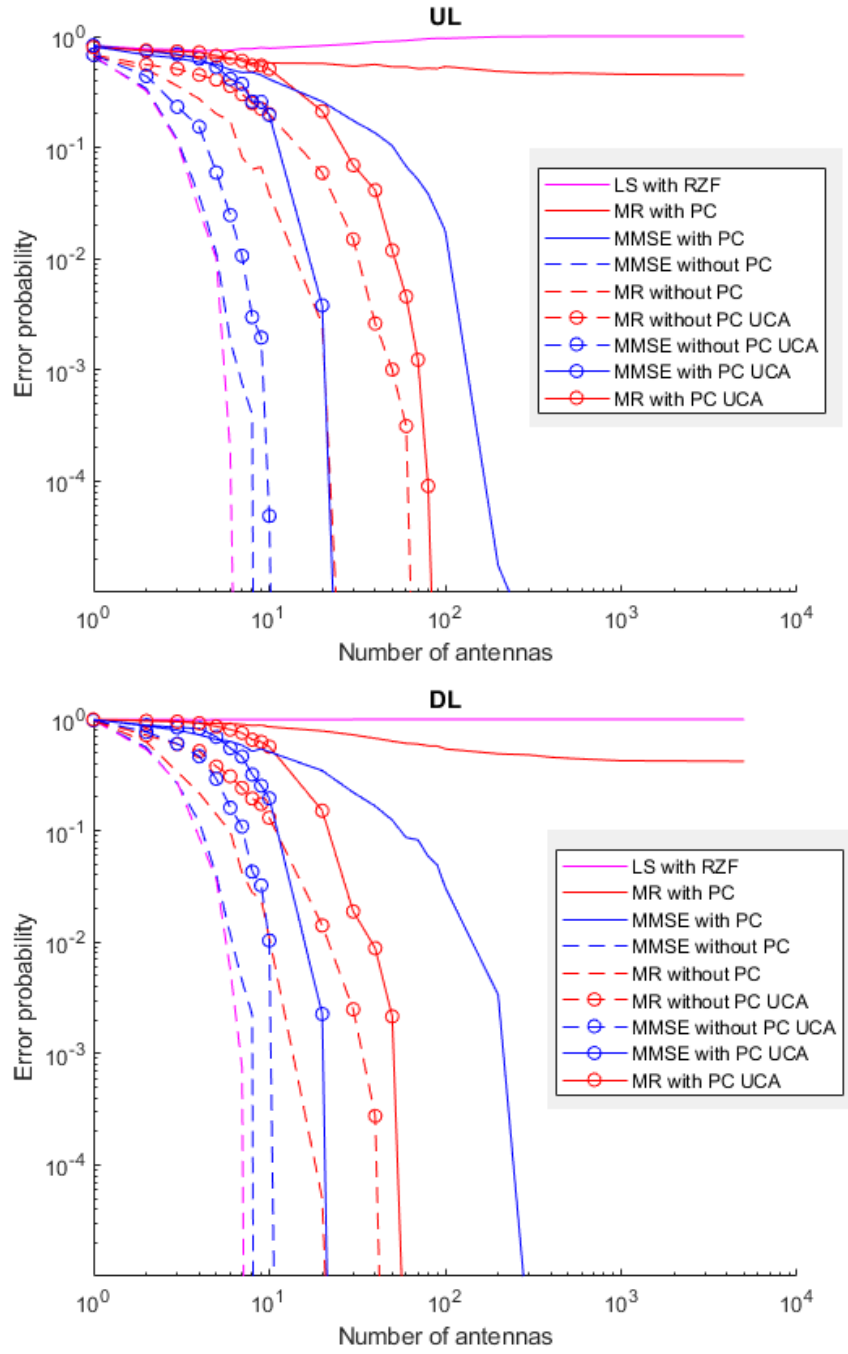 UL
10^0
10^-1
10^-2
10^-3
10^-4
Error probability
10^0
10^1
10^2
10^3
10^4
Number of antennas
LS with RZF
MR with PC
MMSE with PC
MMSE without PC
MR without PC
MR without PC UCA
MMSE without PC UCA
MMSE with PC UCA
MR with PC UCA
DL
10^0
10^-1
10^-2
10^-3
10^-4
Error probability
10^0
10^1
10^2
10^3
10^4
Number of antennas
LS with RZF
MR with PC
MMSE with PC
MMSE without PC
MR without PC
MR without PC UCA
MMSE without PC UCA
MMSE with PC UCA
MR with PC UCA